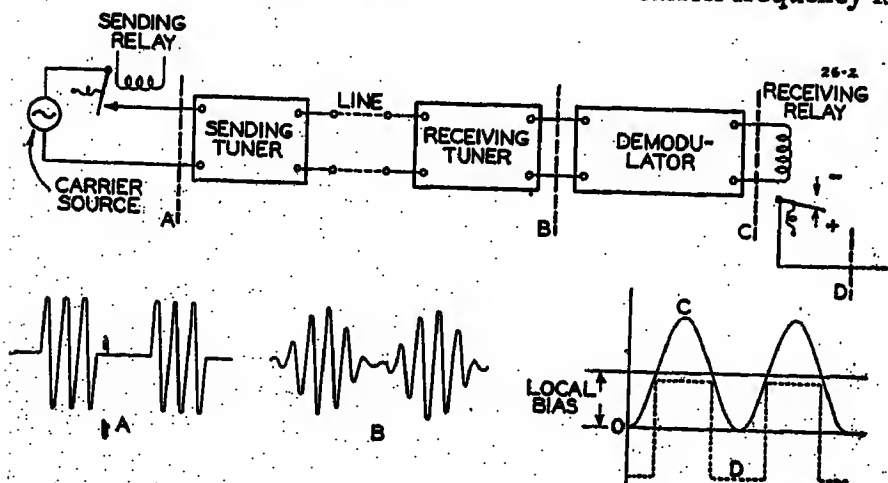 SENDING
RELAY
26-2
RECEIVING
RELAY
LINE
SENDING
TUNER
RECEIVING
TUNER
DEMODU-
LATOR
CARRIER
SOURCE
A
B
C
-
+
D
C
LOCAL
BIAS
O
A
B
D